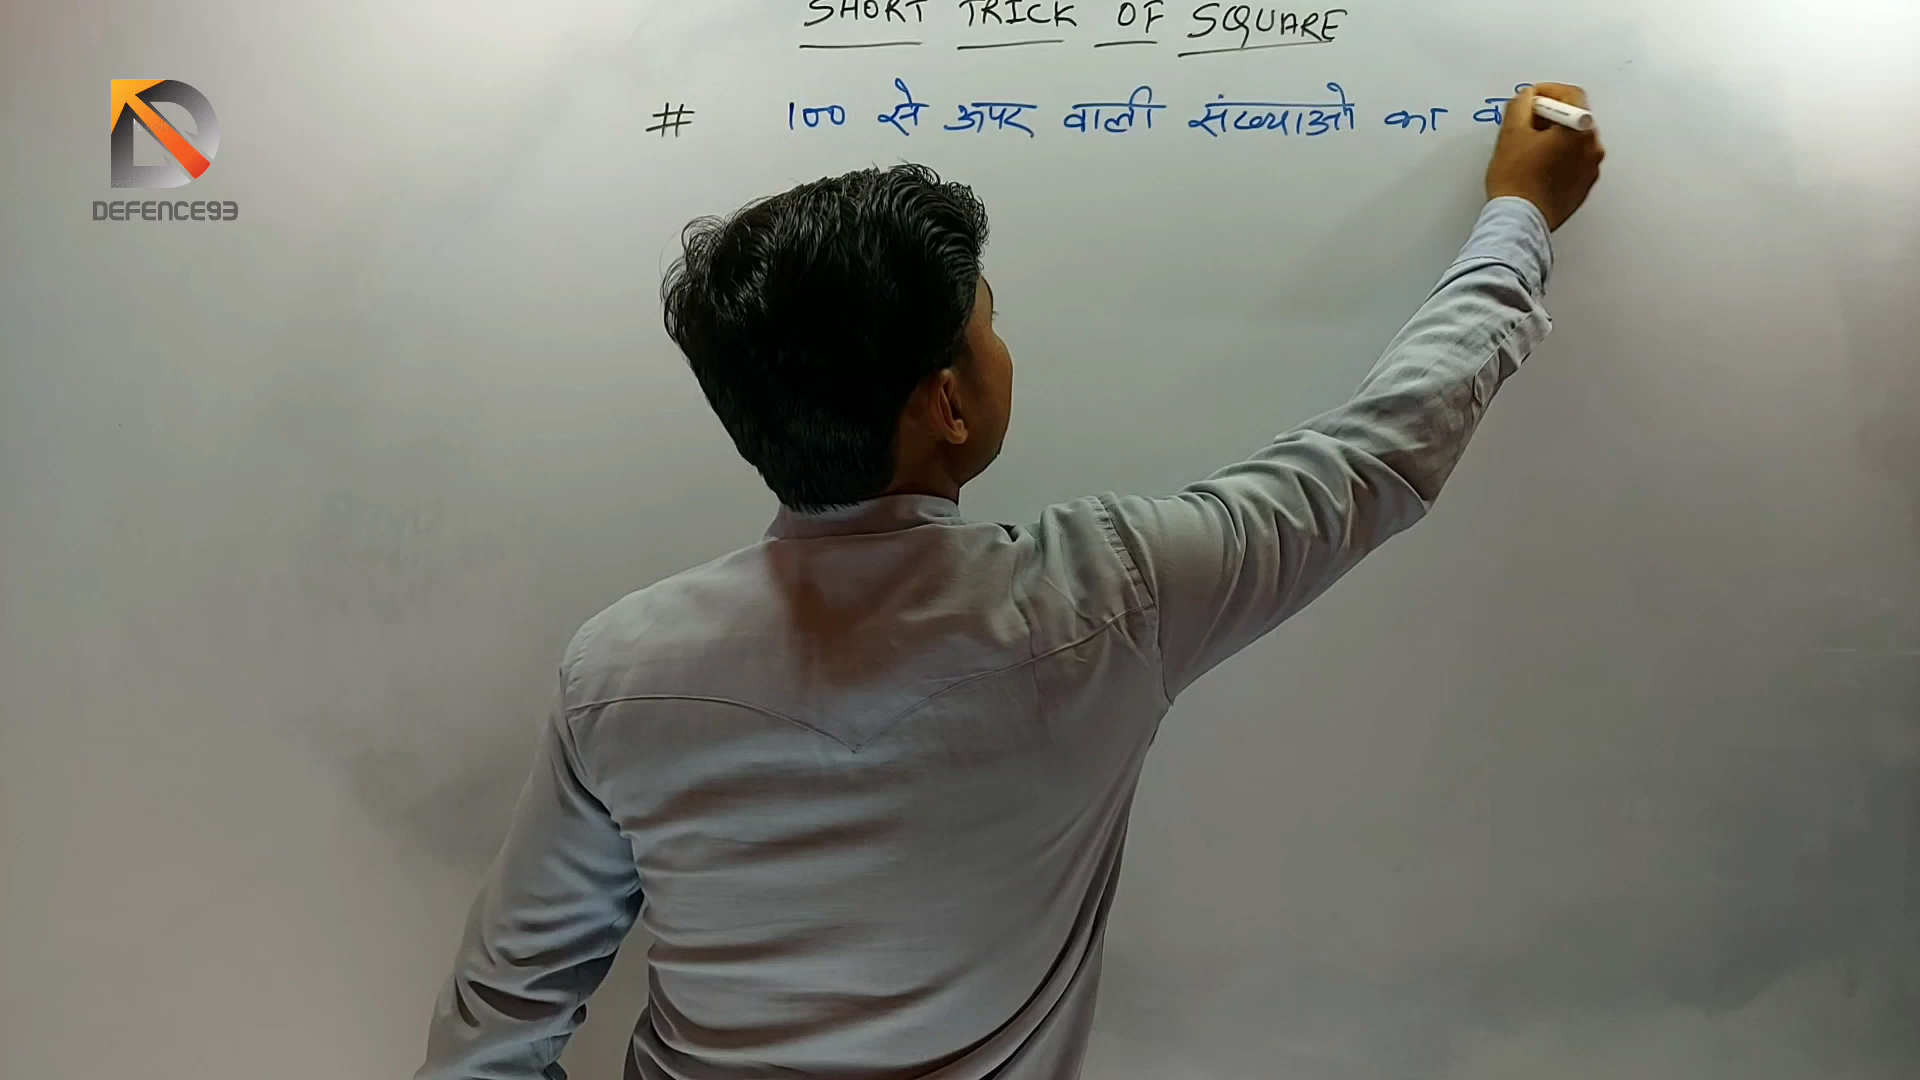 SHORT TRICK OF SQUARE
# 100 से ऊपर वाली संख्याओ का
DEFENCE93